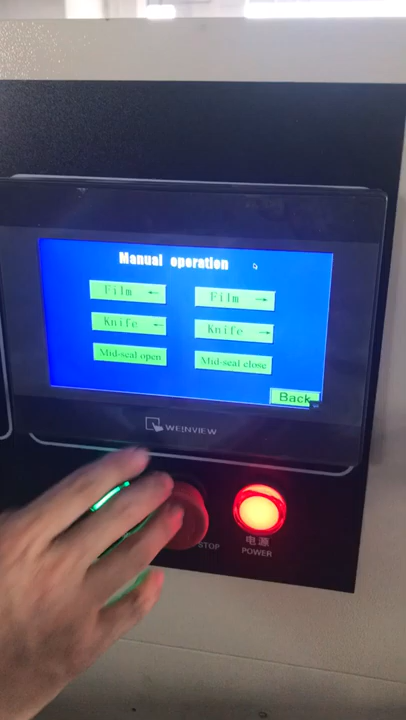 Manual operation
Film ← Film →
Knife ← Knife →
Mid-seal open Mid-seal close
Back
WEINVIEW
STOP
电源
POWER